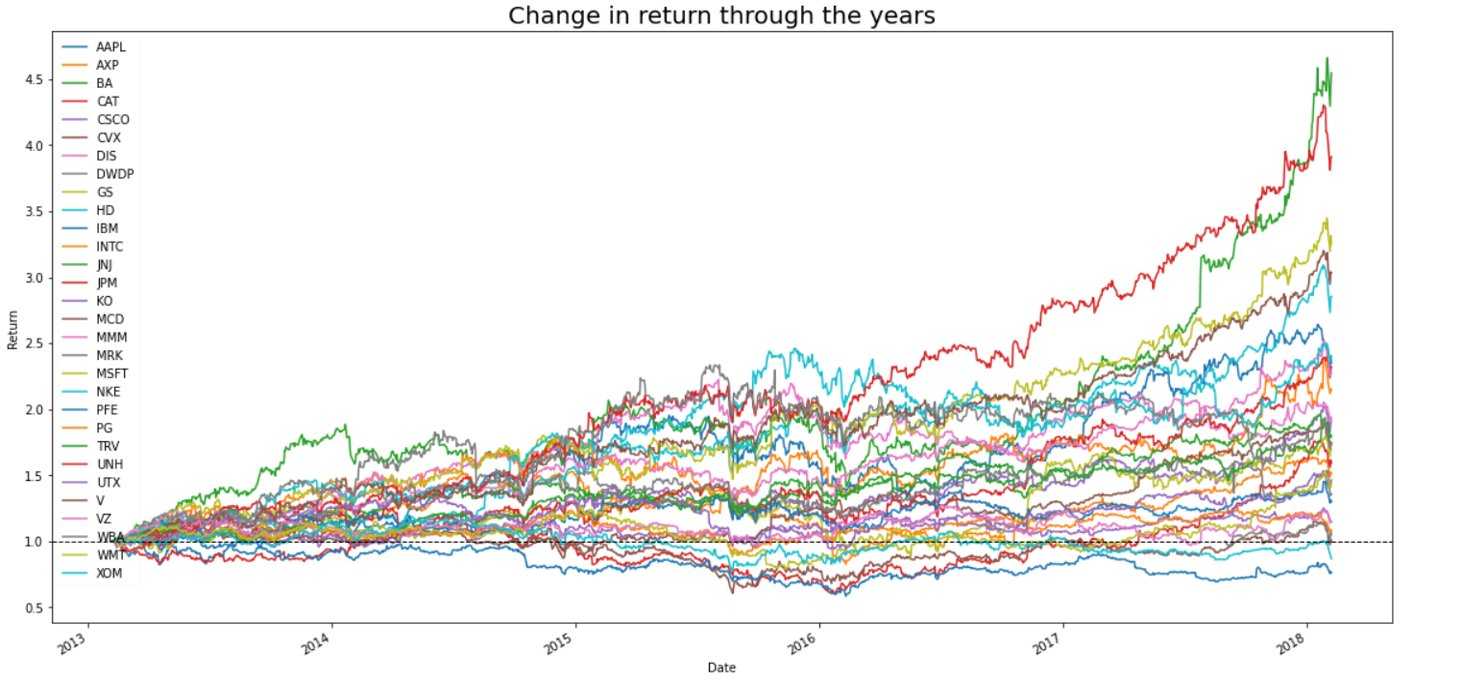 Change in return through the years
AAPL
AXP
BA
CAT
CSCO
CVX
DIS
DWDP
GS
HD
IBM
INTC
JNJ
JPM
KO
MCD
MMM
MRK
MSFT
NKE
PFE
PG
TRV
UNH
UTX
V
VZ
WBA
WMT
XOM
4.5
4.0
3.5
3.0
2.5
2.0
1.5
1.0
0.5
Return
2013
2014
2015
2016
2017
2018
Date